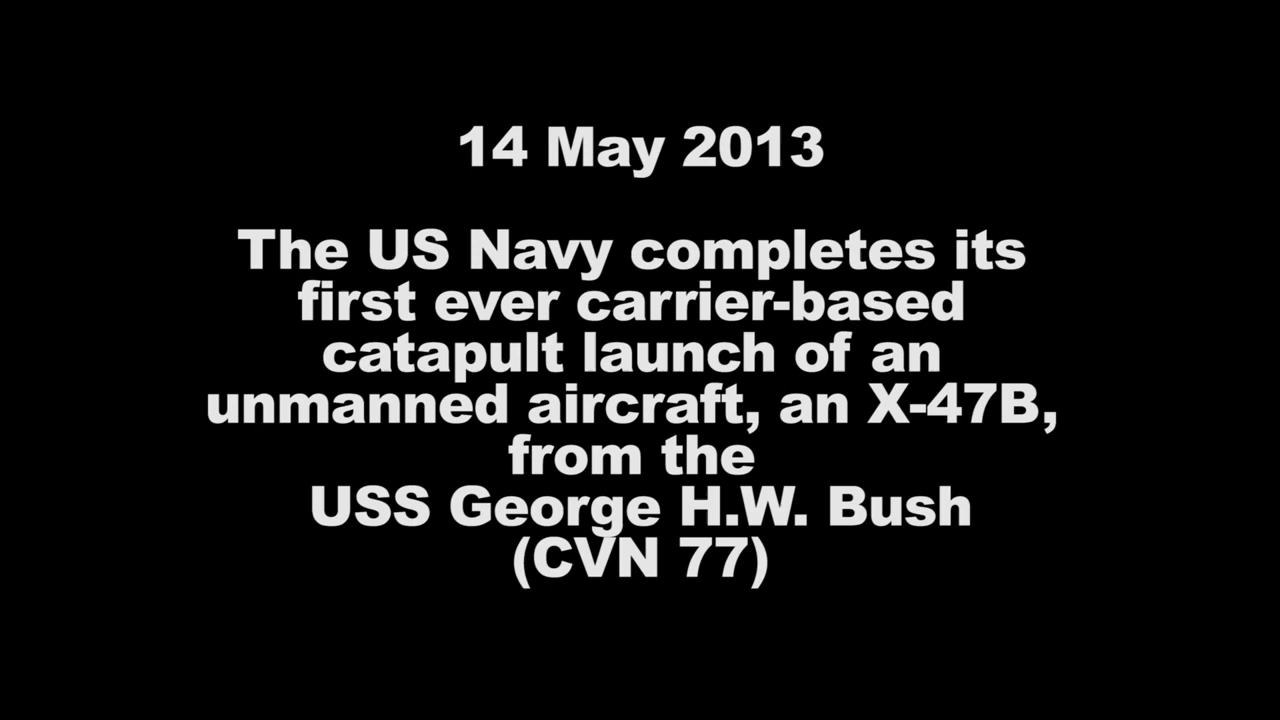 14 May 2013
The US Navy completes its
first ever carrier-based
catapult launch of an
unmanned aircraft, an X-47B,
from the
USS George H.W. Bush
(CVN 77)